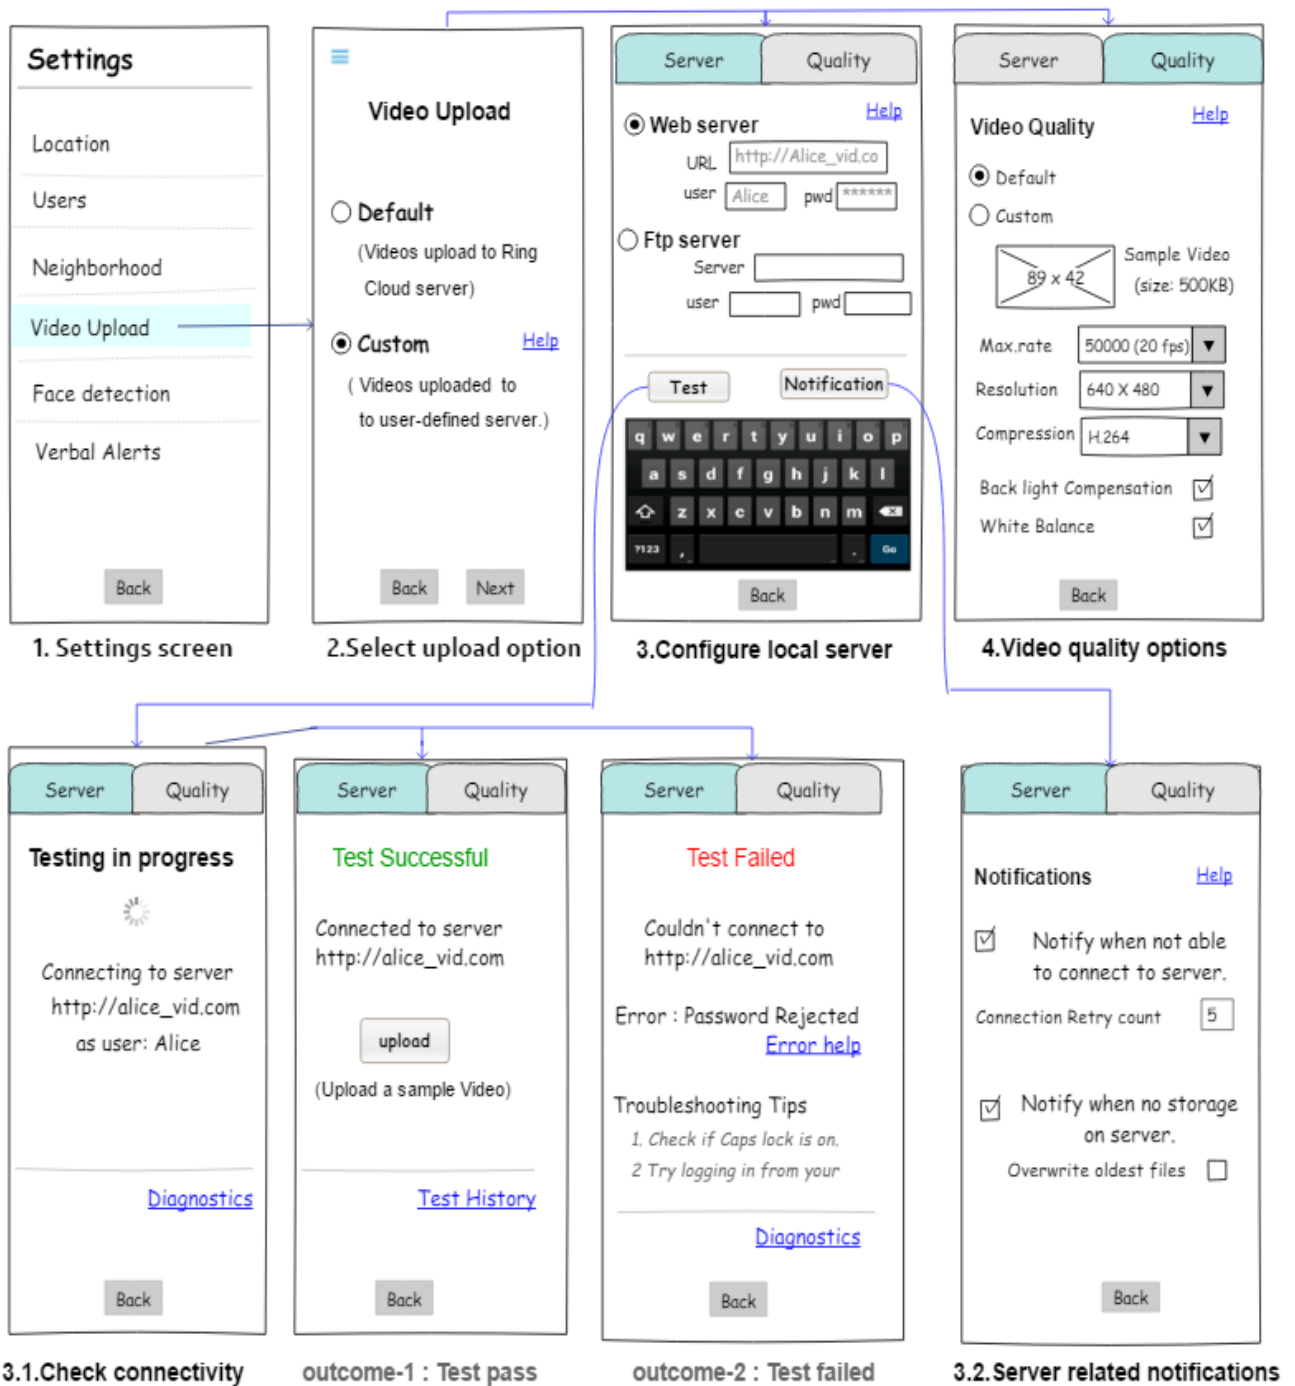 Settings
Location
Users
Neighborhood
Video Upload
Face detection
Verbal Alerts
Back
1. Settings screen
Video Upload
Default
(Videos upload to Ring
Cloud server)
Custom
Help
( Videos uploaded to
to user-defined server.)
Back
Next
2.Select upload option
Server
Quality
Help
Web server
URL
http://Alice_vid.co
user
Alice
pwd
******
Ftp server
Server
user
pwd
Test
Notification
q w e r t y u i o p
a s d f g h j k l
z x c v b n m
?123 , . Go
Back
3.Configure local server
Server
Quality
Help
Video Quality
Default
Custom
89 x 42
Sample Video
(size: 500KB)
Max.rate
50000 (20 fps)
Resolution
640 X 480
Compression
H.264
Back light Compensation
White Balance
Back
4.Video quality options
Server
Quality
Testing in progress
Connecting to server
http://alice_vid.com
as user: Alice
Diagnostics
Back
3.1.Check connectivity
Server
Quality
Test Successful
Connected to server
http://alice_vid.com
upload
(Upload a sample Video)
Test History
Back
outcome-1 : Test pass
Server
Quality
Test Failed
Couldn't connect to
http://alice_vid.com
Error : Password Rejected
Error help
Troubleshooting Tips
1. Check if Caps lock is on.
2 Try logging in from your
Diagnostics
Back
outcome-2 : Test failed
Server
Quality
Notifications
Help
Notify when not able
to connect to server.
Connection Retry count
5
Notify when no storage
on server.
Overwrite oldest files
Back
3.2.Server related notifications